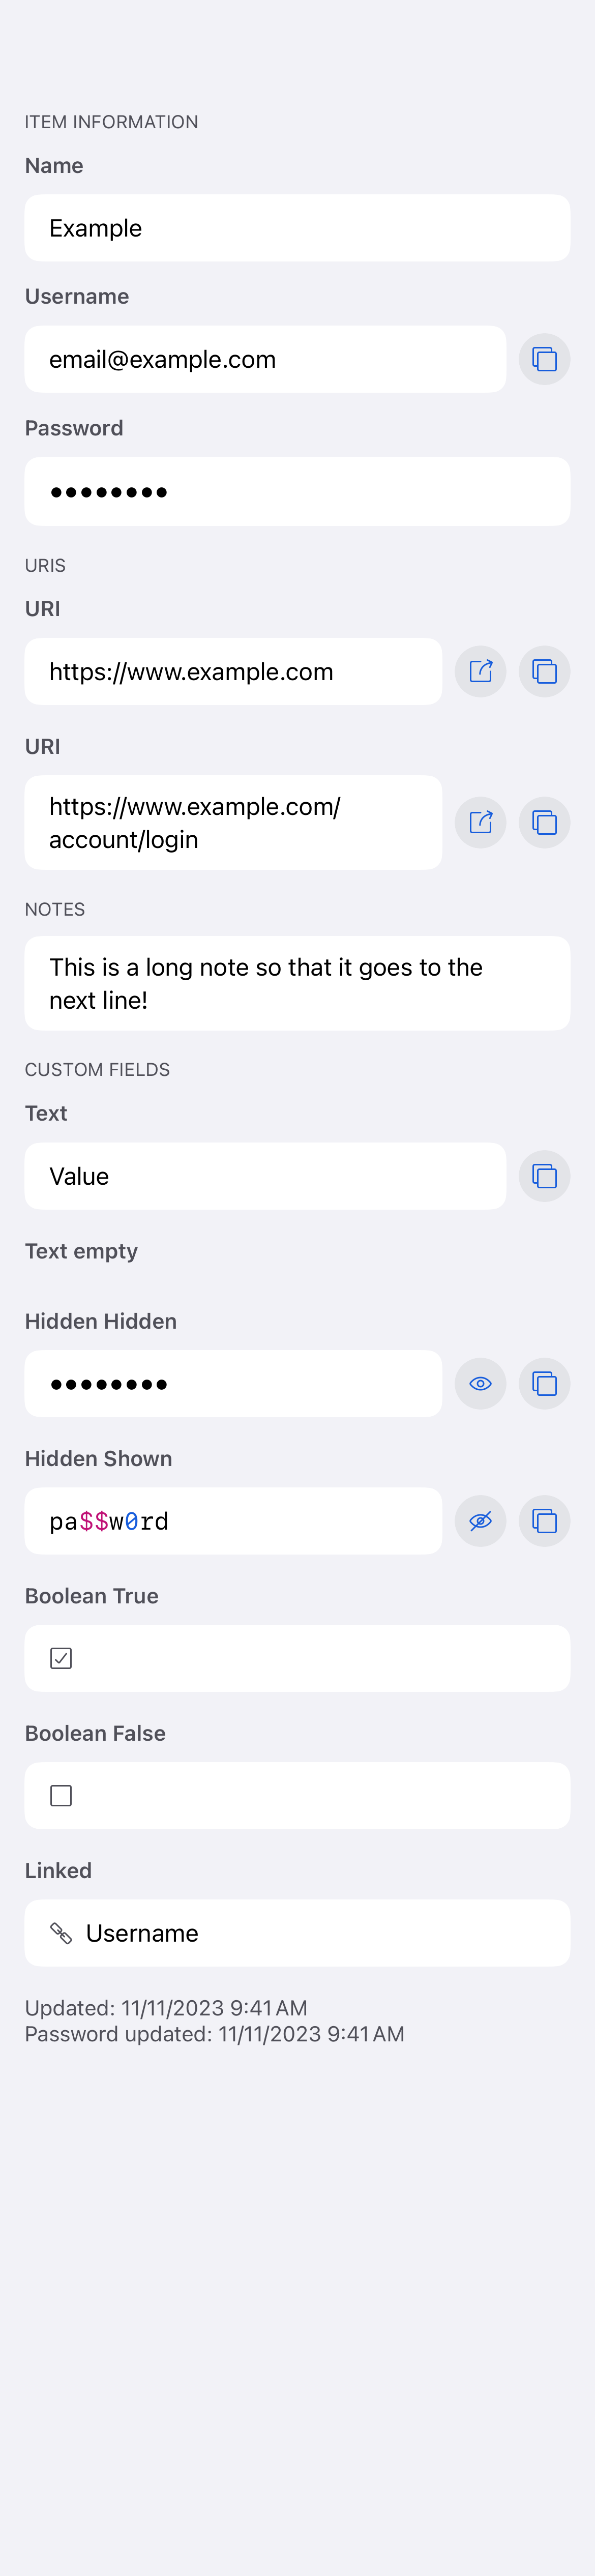 ITEM INFORMATION
Name
Example
Username
email@example.com
Password
••••••••
URIS
URI
https://www.example.com
URI
https://www.example.com/
account/login
NOTES
This is a long note so that it goes to the
next line!
CUSTOM FIELDS
Text
Value
Text empty
Hidden Hidden
••••••••
Hidden Shown
pa$$w0rd
Boolean True
Boolean False
Linked
Username
Updated: 11/11/2023 9:41 AM
Password updated: 11/11/2023 9:41 AM